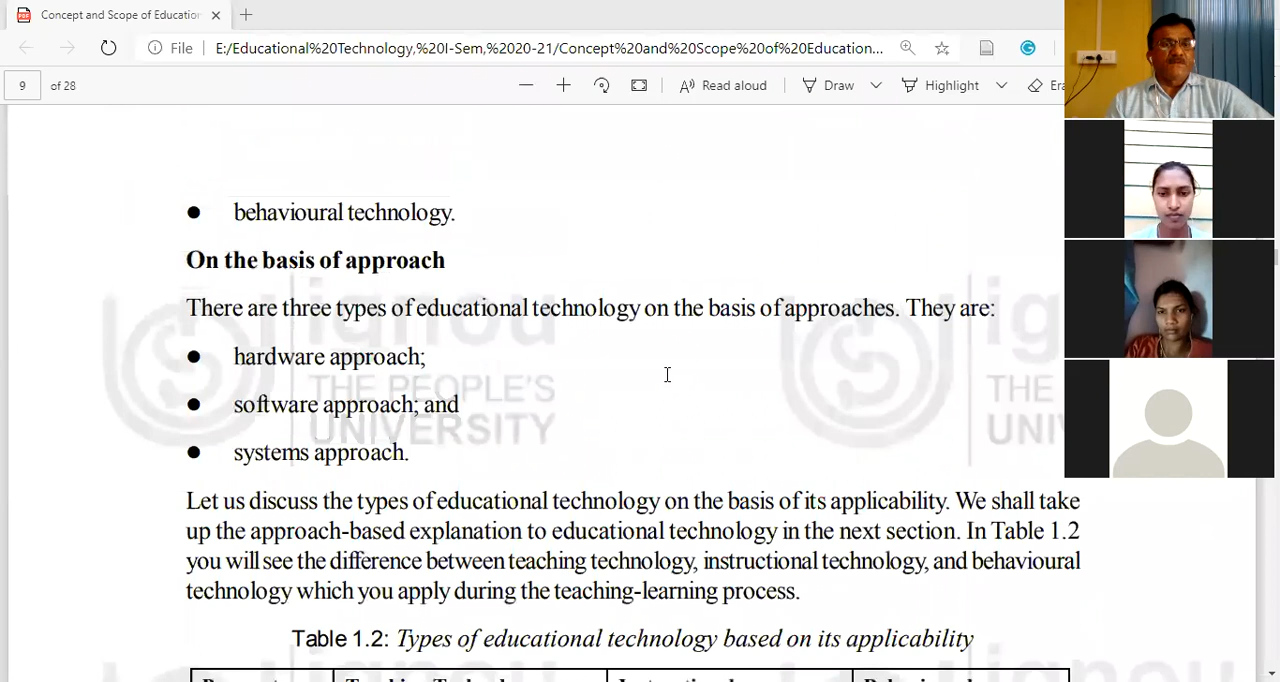 Concept and Scope of Education
File E:/Educational%20Technology,%20I-Sem,%2020-21/Concept%20and%20Scope%20of%20Education...
9 of 28 Read aloud Draw Highlight
behavioural technology.
On the basis of approach
There are three types of educational technology on the basis of approaches. They are:
hardware approach;
software approach; and
systems approach.
Let us discuss the types of educational technology on the basis of its applicability. We shall take
up the approach-based explanation to educational technology in the next section. In Table 1.2
you will see the difference between teaching technology, instructional technology, and behavioural
technology which you apply during the teaching-learning process.
Table 1.2: Types of educational technology based on its applicability
ignou
THE PEOPLE'S
UNIVERSITY